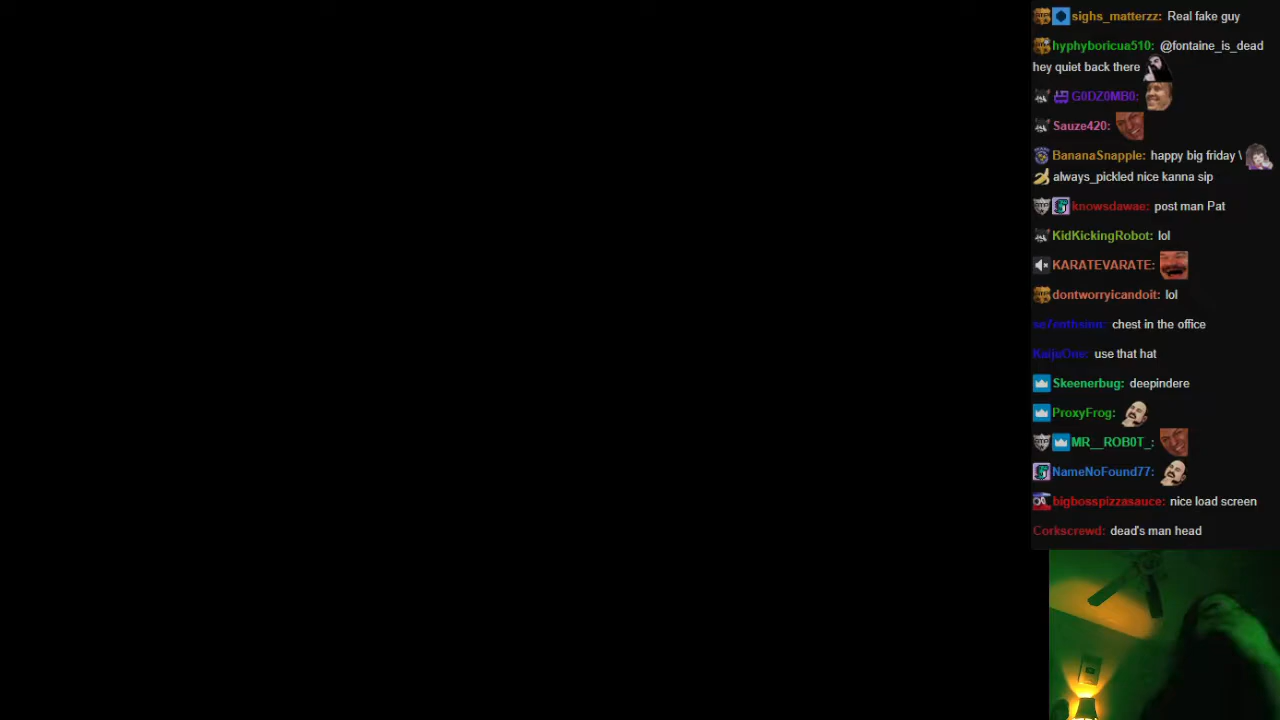 sighs_matterzz: Real fake guy
hyphyboricua510: @fontaine_is_dead
hey quiet back there
G0DZ0MB0:
Sauze420:
BananaSnapple: happy big friday \
always_pickled nice kanna sip
knowsdawae: post man Pat
KidKickingRobot: lol
KARATEVARATE:
dontworryicandoit: lol
se7enthsinn: chest in the office
KaijuOne: use that hat
Skeenerbug: deepindere
ProxyFrog:
MR__ROB0T_:
NameNoFound77:
bigbosspizzasauce: nice load screen
Corkscrewd: dead's man head